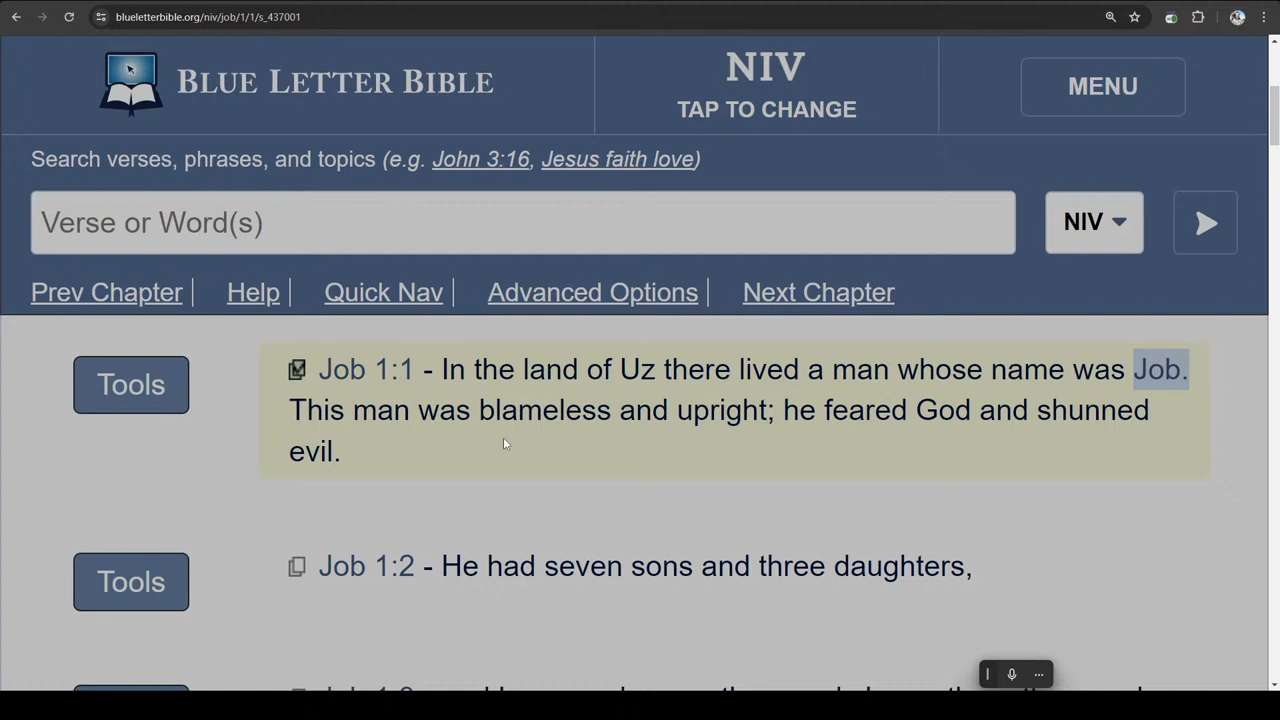 blueletterbible.org/niv/job/1/1/s_437001
BLUE LETTER BIBLE
NIV
TAP TO CHANGE
MENU
Search verses, phrases, and topics (e.g. John 3:16, Jesus faith love)
Verse or Word(s)
NIV
Prev Chapter
Help
Quick Nav
Advanced Options
Next Chapter
Tools
Job 1:1 - In the land of Uz there lived a man whose name was Job.
This man was blameless and upright; he feared God and shunned
evil.
Tools
Job 1:2 - He had seven sons and three daughters,